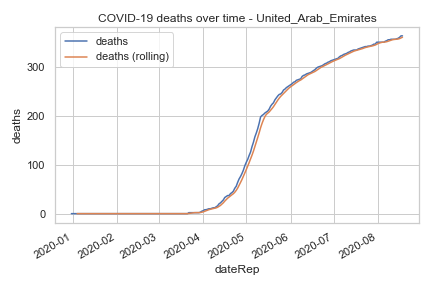 COVID-19 deaths over time - United_Arab_Emirates
deaths
deaths (rolling)
300
200
100
0
deaths
2020-01
2020-02
2020-03
2020-04
2020-05
2020-06
2020-07
2020-08
dateRep